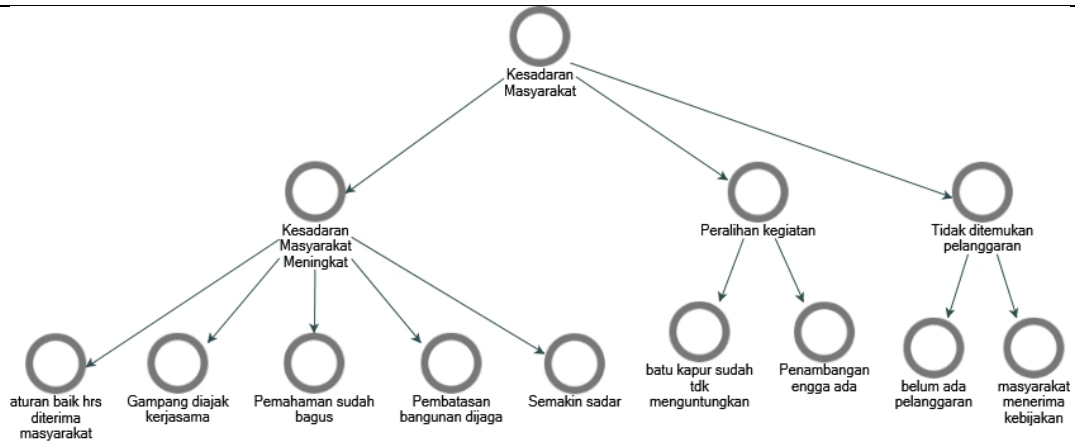 Kesadaran
Masyarakat
Kesadaran
Masyarakat
Meningkat
Peralihan kegiatan
Tidak ditemukan
pelanggaran
aturan baik hrs
diterima
masyarakat
Gampang diajak
kerjasama
Pemahaman sudah
bagus
Pembatasan
bangunan dijaga
Semakin sadar
batu kapur sudah
tdk
menguntungkan
Penambangan
engga ada
belum ada
pelanggaran
masyarakat
menerima
kebijakan